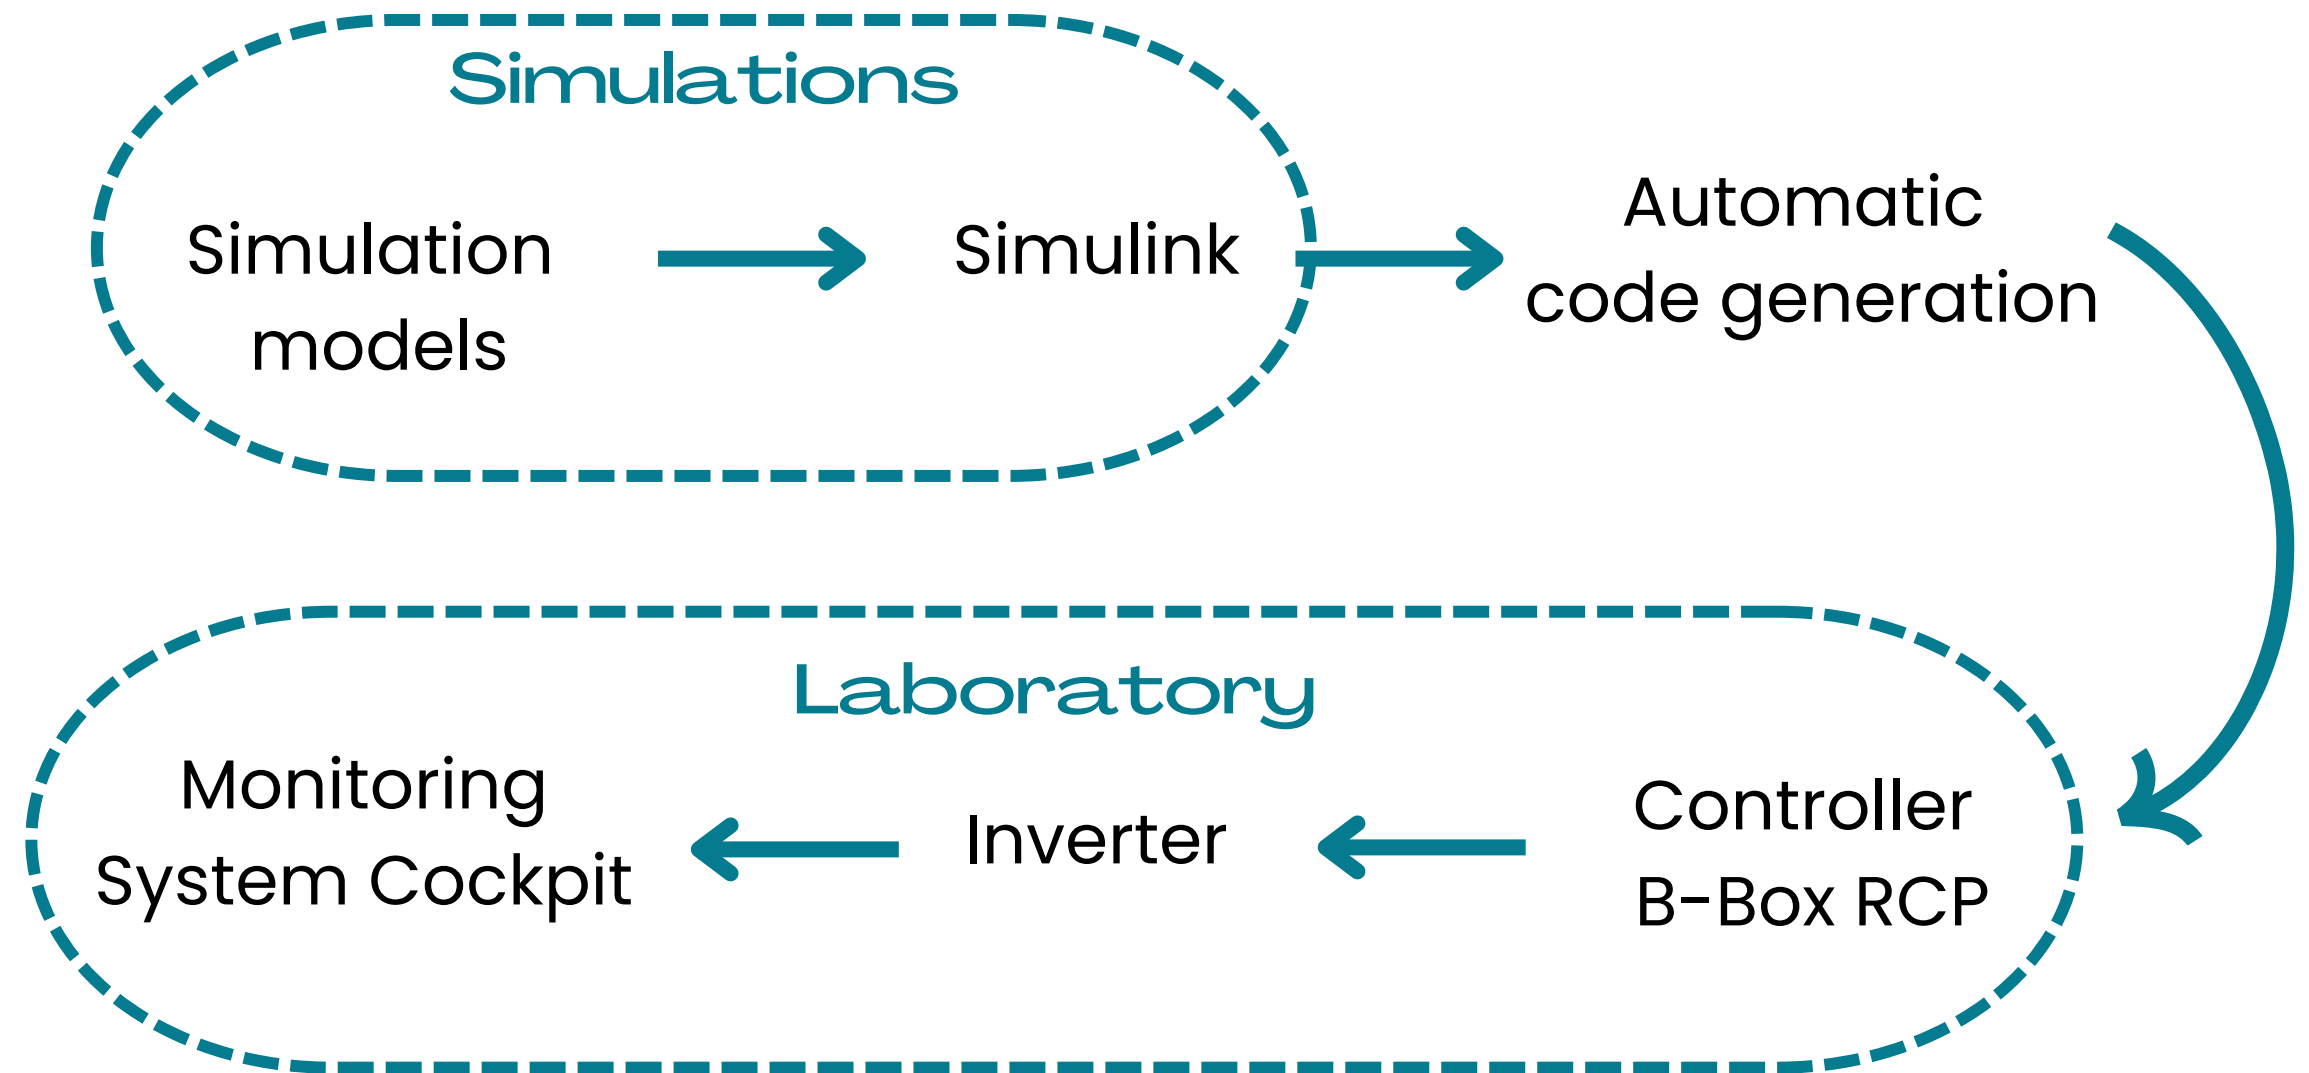 Simulations
Simulation
models
Simulink
Automatic
code generation
Laboratory
Controller
B-Box RCP
Inverter
Monitoring
System Cockpit